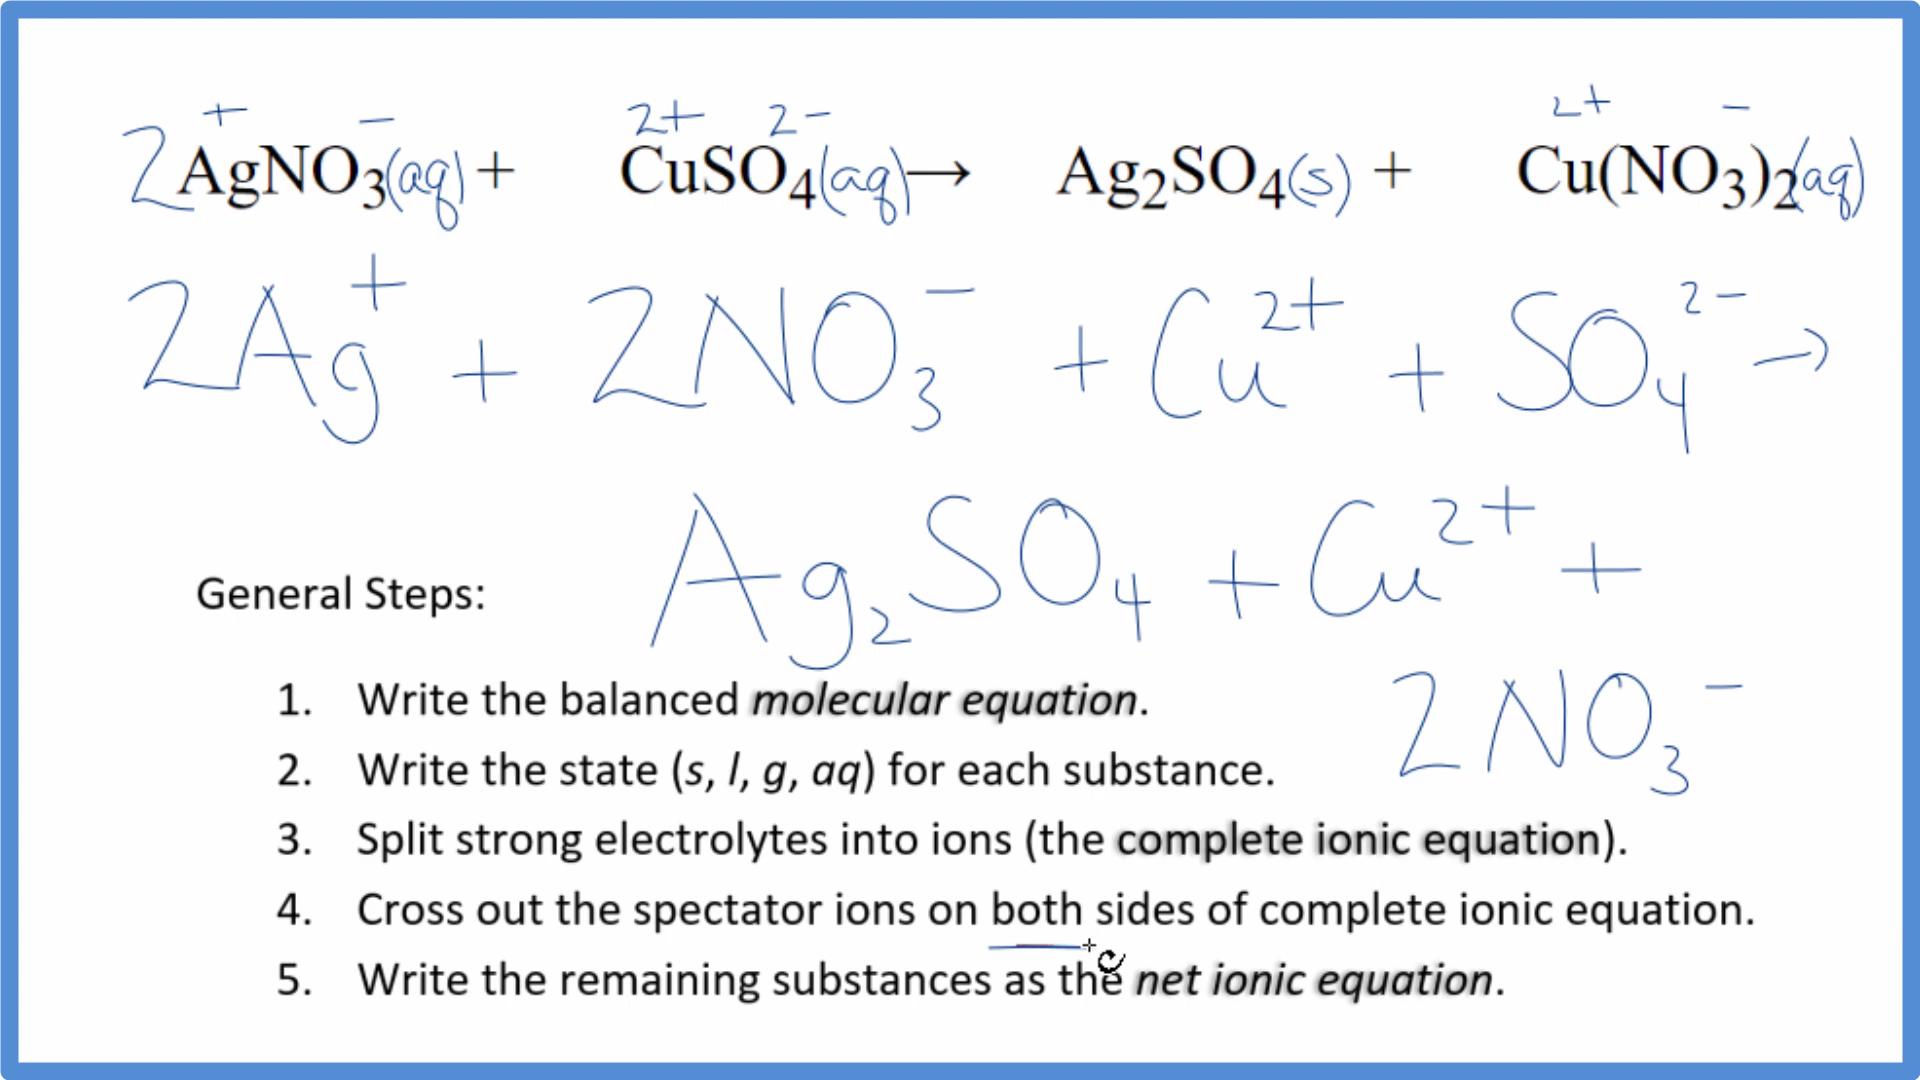 2AgNO₃(aq) + CuSO₄(aq) → Ag₂SO₄(s) + Cu(NO₃)₂(aq)
+ − 2+ 2− 2+ −
2Ag⁺ + 2NO₃⁻ + Cu²⁺ + SO₄²⁻ →
Ag₂SO₄ + Cu²⁺ +
2NO₃⁻
General Steps:
1. Write the balanced molecular equation.
2. Write the state (s, l, g, aq) for each substance.
3. Split strong electrolytes into ions (the complete ionic equation).
4. Cross out the spectator ions on both sides of complete ionic equation.
5. Write the remaining substances as the net ionic equation.